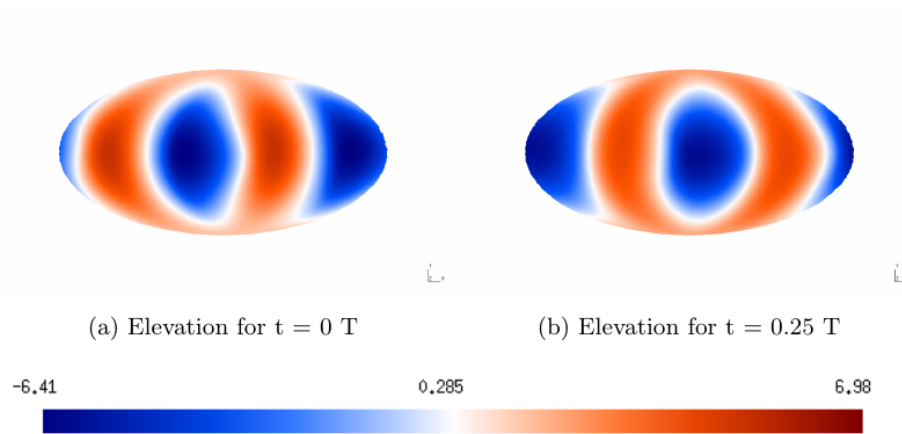 (a) Elevation for t = 0 T
(b) Elevation for t = 0.25 T
-6.41 0.285 6.98